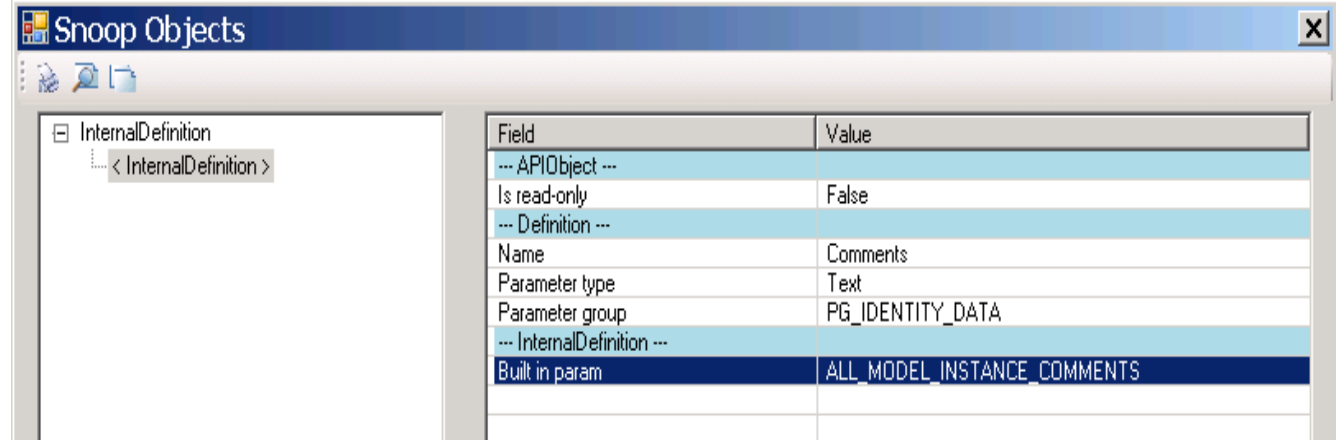 Snoop Objects
InternalDefinition
< InternalDefinition >
Field Value
--- APIObject ---
Is read-only False
--- Definition ---
Name Comments
Parameter type Text
Parameter group PG_IDENTITY_DATA
--- InternalDefinition ---
Built in param ALL_MODEL_INSTANCE_COMMENTS